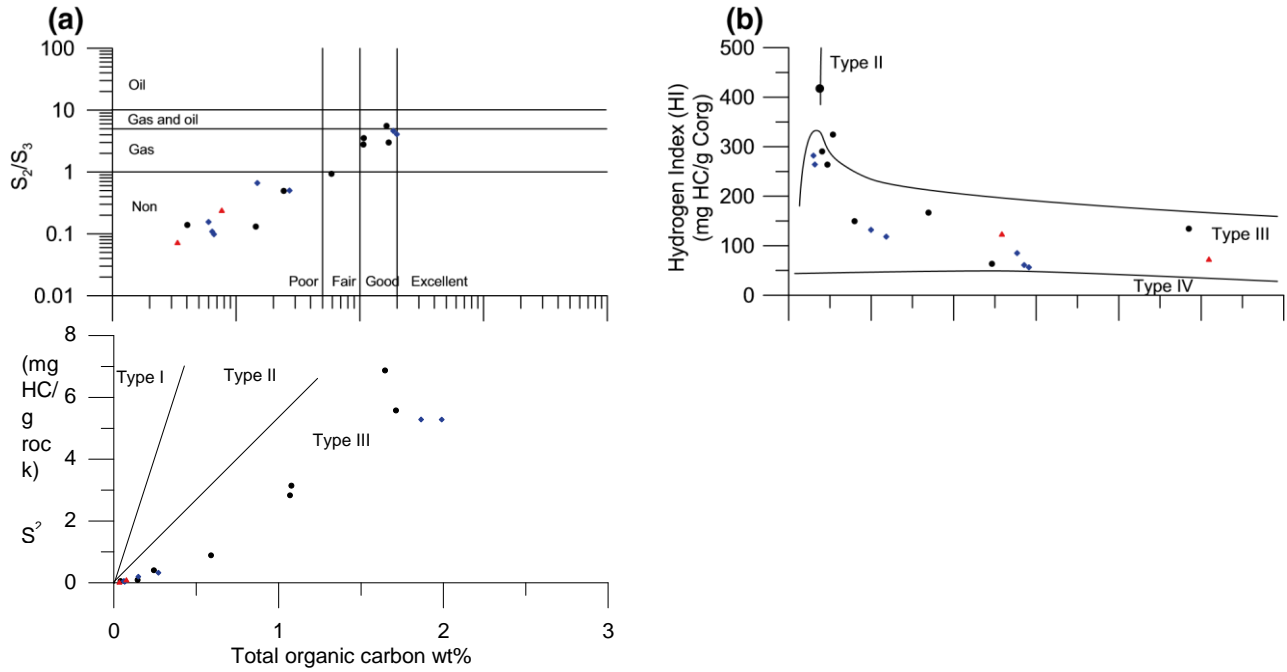 (a)
100
10
1
0.1
0.01
S2/S3
Oil
Gas and oil
Gas
Non
Poor
Fair
Good
Excellent
(b)
500
400
300
200
100
0
Hydrogen Index (HI)
(mg HC/g Corg)
Type II
Type III
Type IV
8
6
4
2
0
(mg
HC/
g
roc
k)
S2
Type I
Type II
Type III
0
1
2
3
Total organic carbon wt%